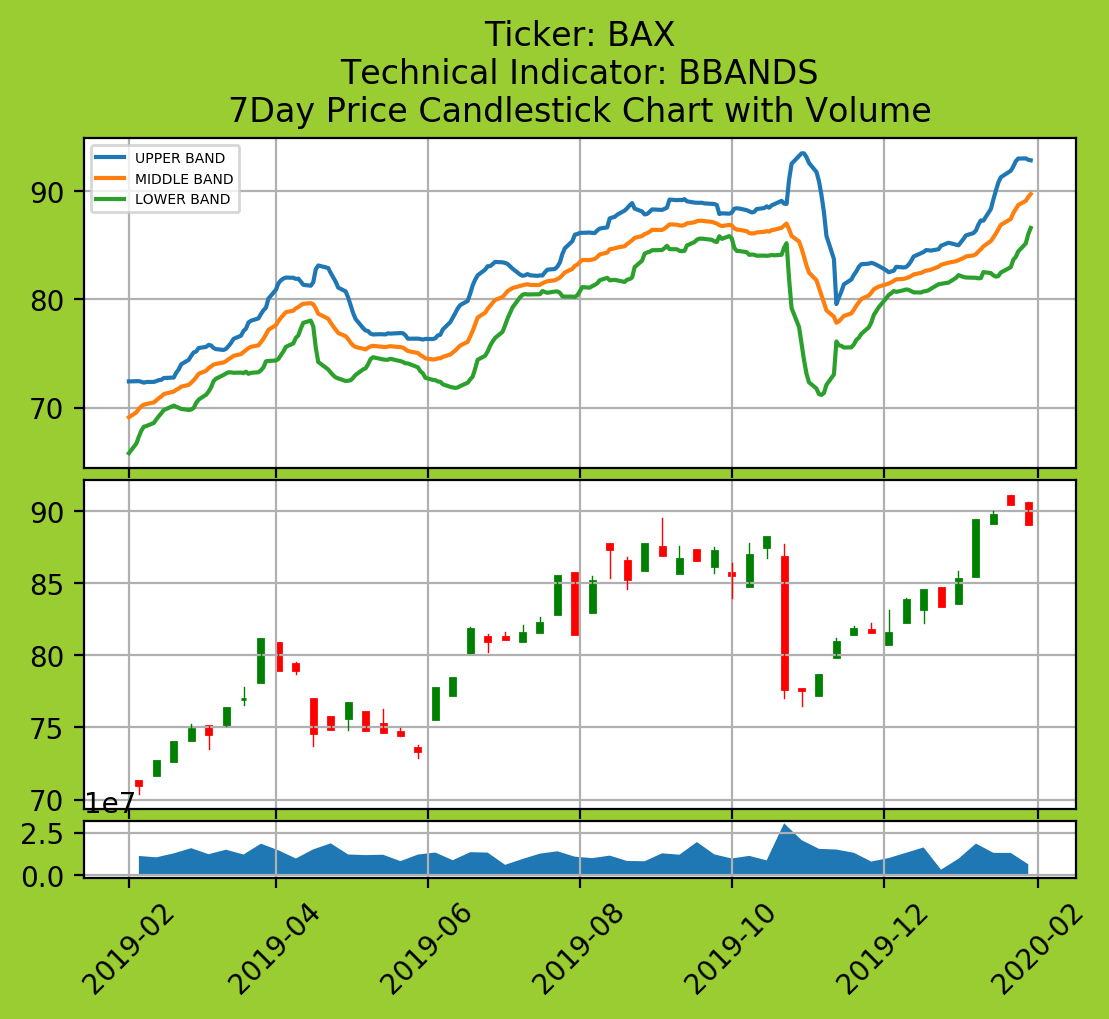 Ticker: BAX
Technical Indicator: BBANDS
7Day Price Candlestick Chart with Volume
UPPER BAND
MIDDLE BAND
LOWER BAND
90
80
70
90
85
80
75
70
1e7
2.5
0.0
2019-02
2019-04
2019-06
2019-08
2019-10
2019-12
2020-02